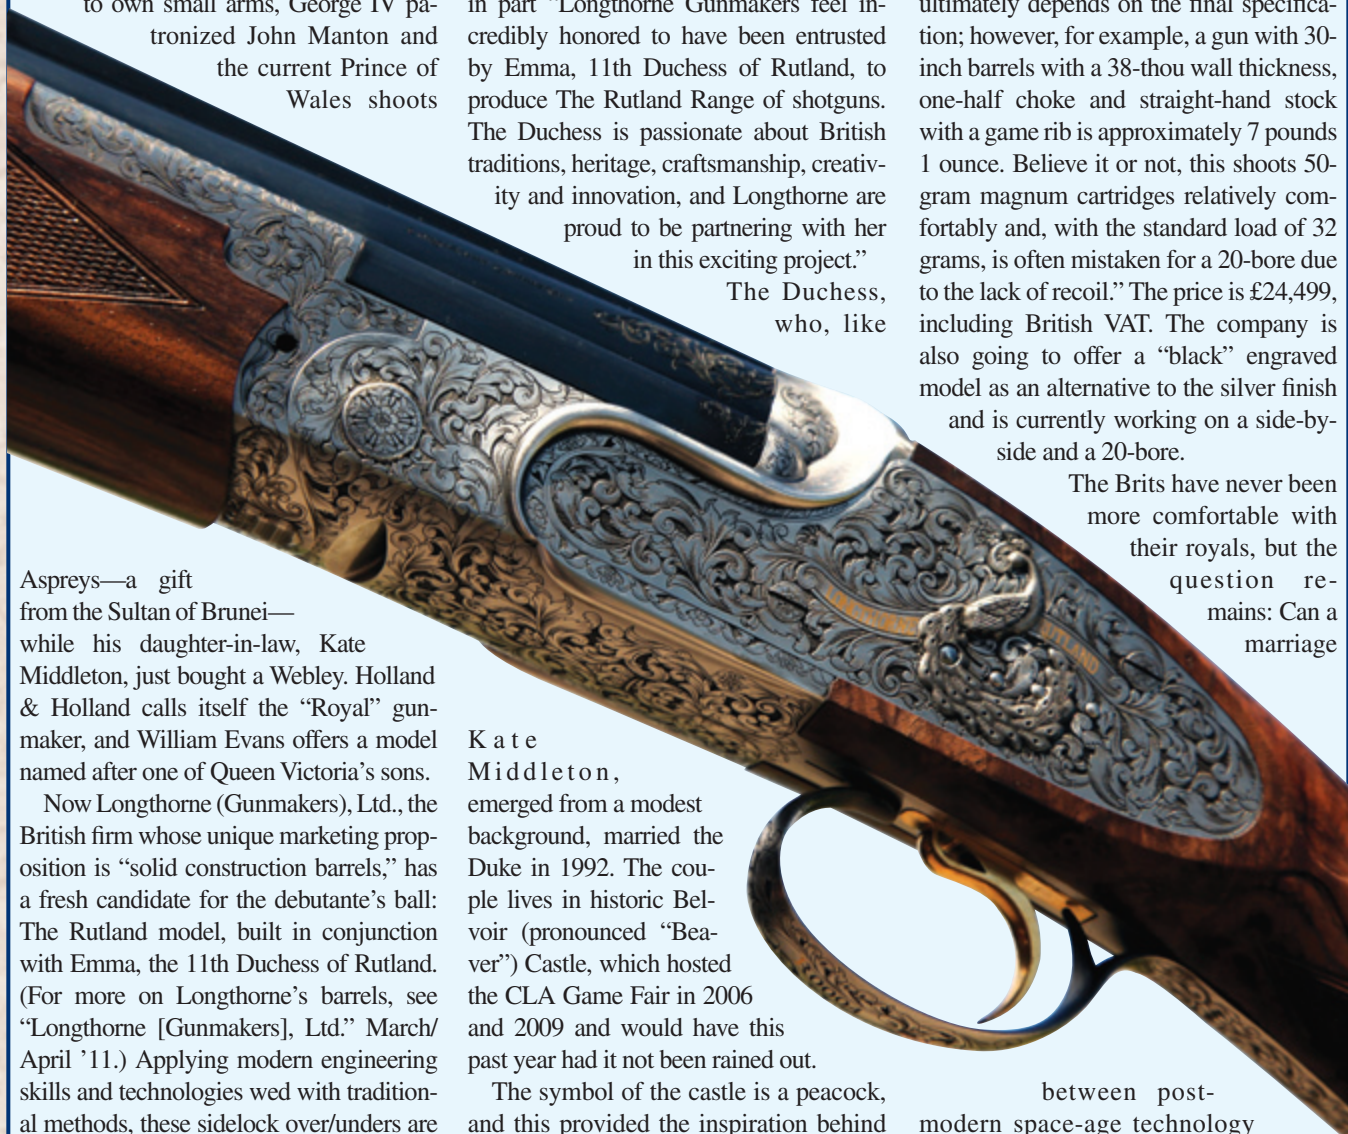 to own small arms, George IV pa-
tronized John Manton and
the current Prince of
Wales shoots
Aspreys—a gift
from the Sultan of Brunei—
while his daughter-in-law, Kate
Middleton, just bought a Webley. Holland
& Holland calls itself the “Royal” gun-
maker, and William Evans offers a model
named after one of Queen Victoria’s sons.
Now Longthorne (Gunmakers), Ltd., the
British firm whose unique marketing prop-
osition is “solid construction barrels,” has
a fresh candidate for the debutante’s ball:
The Rutland model, built in conjunction
with Emma, the 11th Duchess of Rutland.
(For more on Longthorne’s barrels, see
“Longthorne [Gunmakers], Ltd.” March/
April ’11.) Applying modern engineering
skills and technologies wed with tradition-
al methods, these sidelock over/unders are
in part “Longthorne Gunmakers feel in-
credibly honored to have been entrusted
by Emma, 11th Duchess of Rutland, to
produce The Rutland Range of shotguns.
The Duchess is passionate about British
traditions, heritage, craftsmanship, creativ-
ity and innovation, and Longthorne are
proud to be partnering with her
in this exciting project.”
The Duchess,
who, like
Kate
Middleton,
emerged from a modest
background, married the
Duke in 1992. The cou-
ple lives in historic Bel-
voir (pronounced “Bea-
ver”) Castle, which hosted
the CLA Game Fair in 2006
and 2009 and would have this
past year had it not been rained out.
The symbol of the castle is a peacock,
and this provided the inspiration behind
ultimately depends on the final specifica-
tion; however, for example, a gun with 30-
inch barrels with a 38-thou wall thickness,
one-half choke and straight-hand stock
with a game rib is approximately 7 pounds
1 ounce. Believe it or not, this shoots 50-
gram magnum cartridges relatively com-
fortably and, with the standard load of 32
grams, is often mistaken for a 20-bore due
to the lack of recoil.” The price is £24,499,
including British VAT. The company is
also going to offer a “black” engraved
model as an alternative to the silver finish
and is currently working on a side-by-
side and a 20-bore.
The Brits have never been
more comfortable with
their royals, but the
question re-
mains: Can a
marriage
between post-
modern space-age technology
RUTLAND